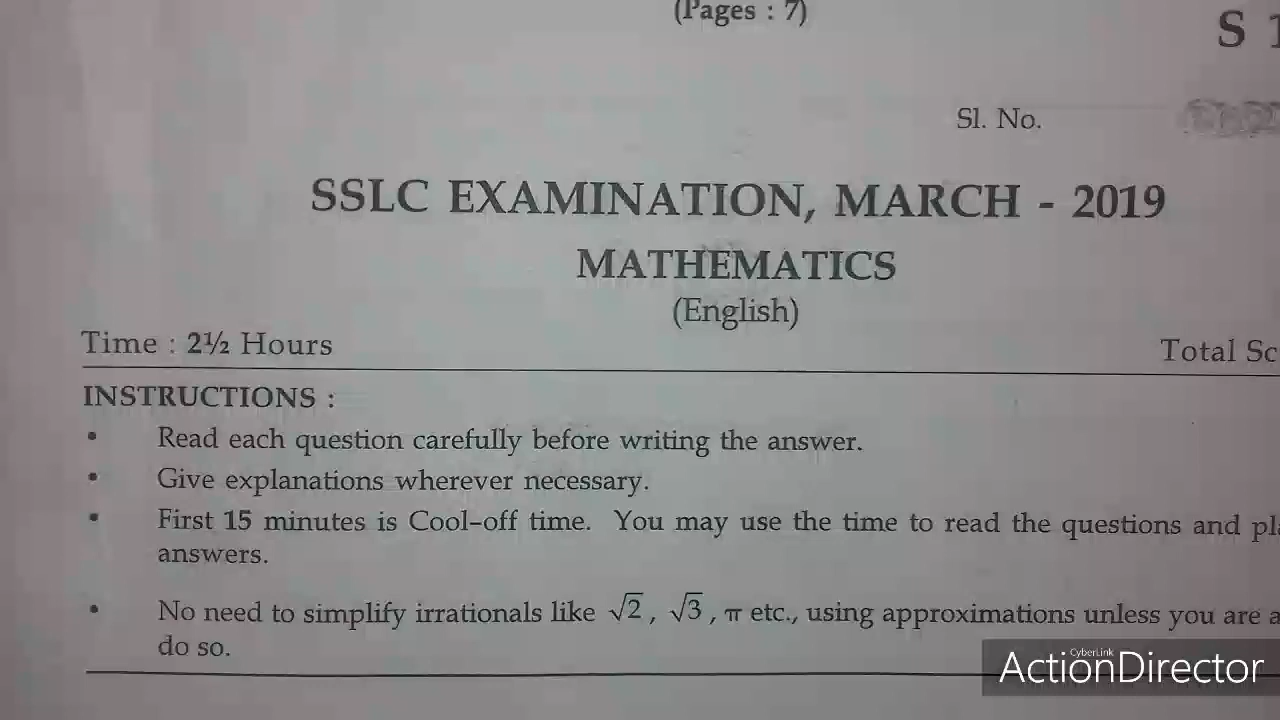 (Pages : 7)
S
Sl. No.
SSLC EXAMINATION, MARCH - 2019
MATHEMATICS
(English)
Time : 2½ Hours
Total
INSTRUCTIONS :
• Read each question carefully before writing the answer.
• Give explanations wherever necessary.
• First 15 minutes is Cool-off time. You may use the time to read the questions and
answers.
• No need to simplify irrationals like √2, √3, π etc., using approximations unless you are
do so.
CyberLink
ActionDirector